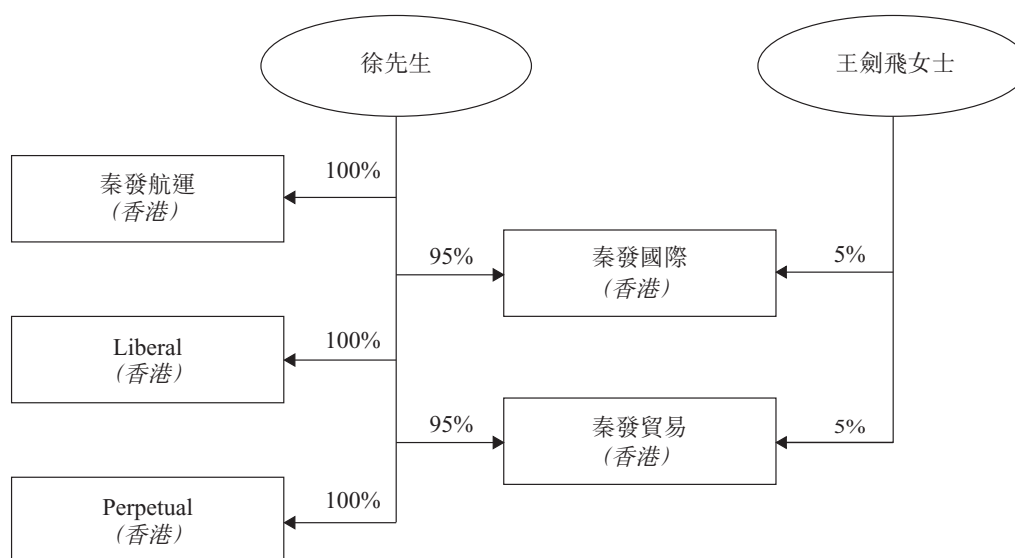 徐先生
王劍飛女士
100%
秦發航運
（香港）
95%
秦發國際
（香港）
5%
100%
Liberal
（香港）
95%
秦發貿易
（香港）
5%
100%
Perpetual
（香港）